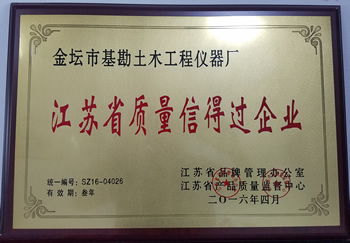 金坛市基勘土木工程仪器厂
江苏省质量信得过企业
统一编号：SZ16-04026
有效期：叁年
江苏省品牌管理办公室
江苏省产品质量监督中心
二〇一六年四月